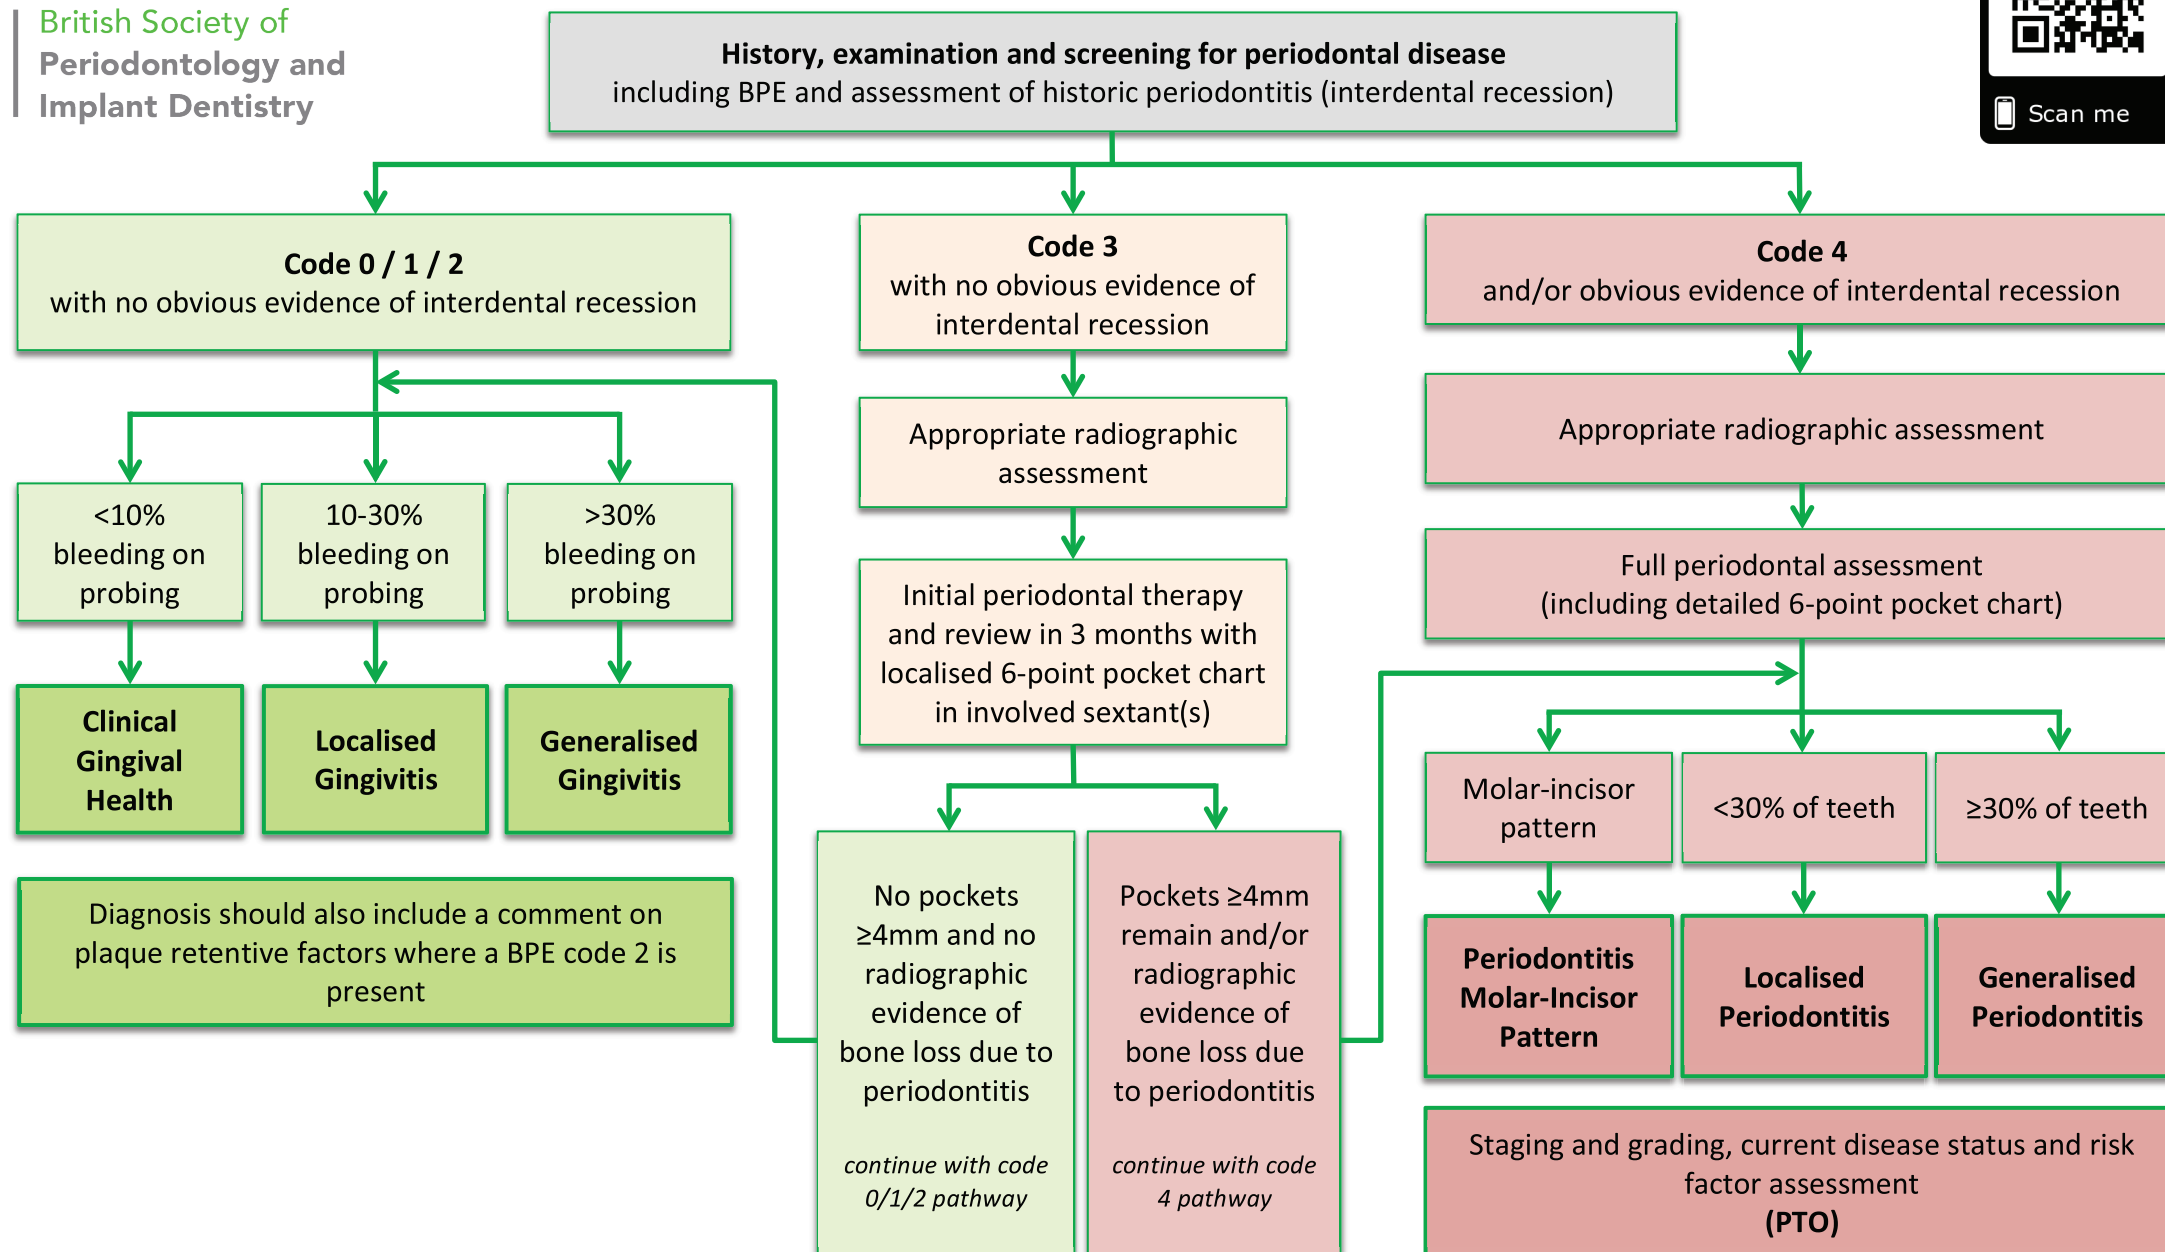 British Society of
Periodontology and
Implant Dentistry
History, examination and screening for periodontal disease
including BPE and assessment of historic periodontitis (interdental recession)
Scan me
Code 0 / 1 / 2
with no obvious evidence of interdental recession
Code 3
with no obvious evidence of
interdental recession
Code 4
and/or obvious evidence of interdental recession
Appropriate radiographic
assessment
Appropriate radiographic assessment
<10%
bleeding on
probing
10-30%
bleeding on
probing
>30%
bleeding on
probing
Initial periodontal therapy
and review in 3 months with
localised 6-point pocket chart
in involved sextant(s)
Full periodontal assessment
(including detailed 6-point pocket chart)
Clinical
Gingival
Health
Localised
Gingivitis
Generalised
Gingivitis
Molar-incisor
pattern
<30% of teeth
≥30% of teeth
Diagnosis should also include a comment on
plaque retentive factors where a BPE code 2 is
present
No pockets
≥4mm and no
radiographic
evidence of
bone loss due to
periodontitis
continue with code
0/1/2 pathway
Pockets ≥4mm
remain and/or
radiographic
evidence of
bone loss due
to periodontitis
continue with code
4 pathway
Periodontitis
Molar-Incisor
Pattern
Localised
Periodontitis
Generalised
Periodontitis
Staging and grading, current disease status and risk
factor assessment
(PTO)